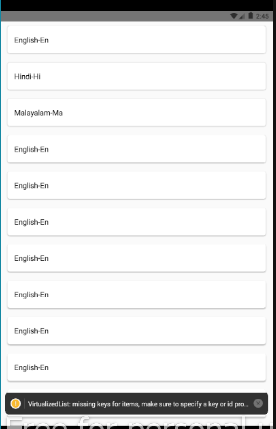 2:40
English-En
Hindi-Hi
Malayalam-Ma
English-En
English-En
English-En
English-En
English-En
English-En
English-En
VirtualizedList: missing keys for items, make sure to specify a key or id pro...
Free for personal